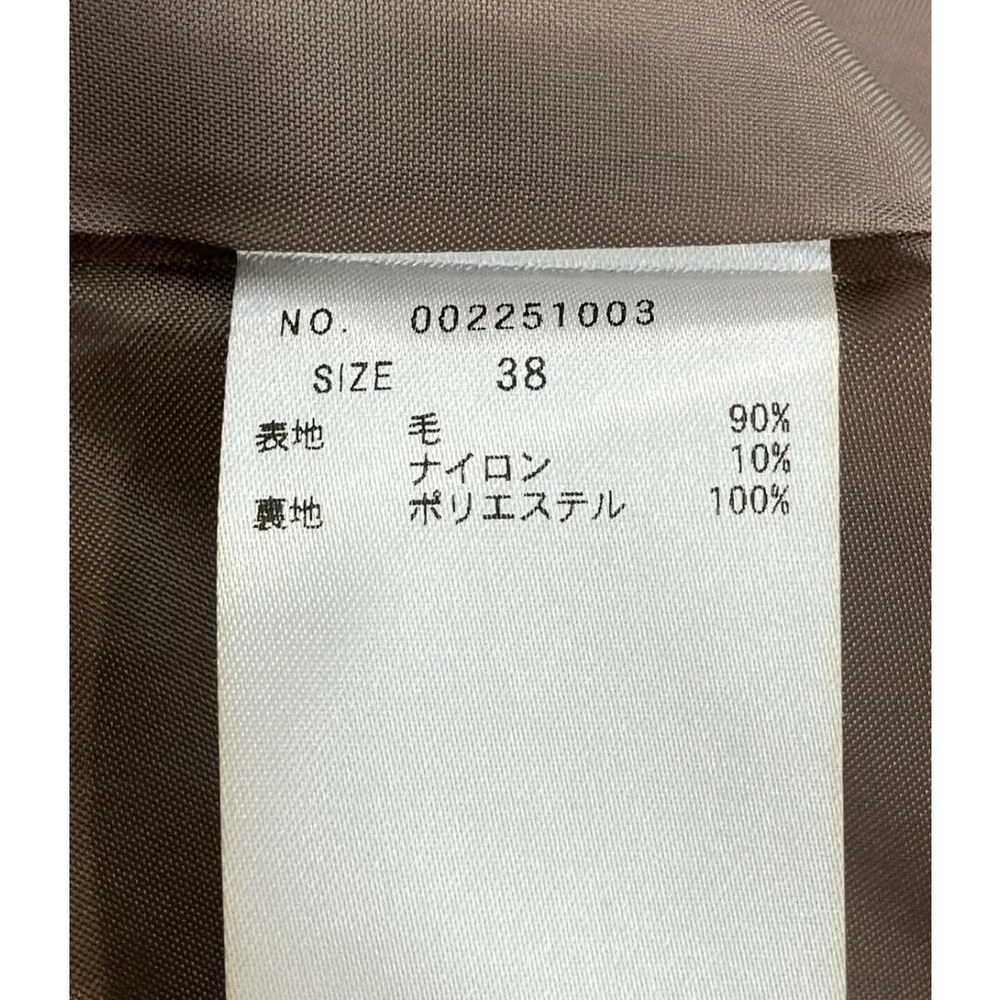 NO. 002251003
SIZE 38
表地 毛 90%
ナイロン 10%
裏地 ポリエステル 100%